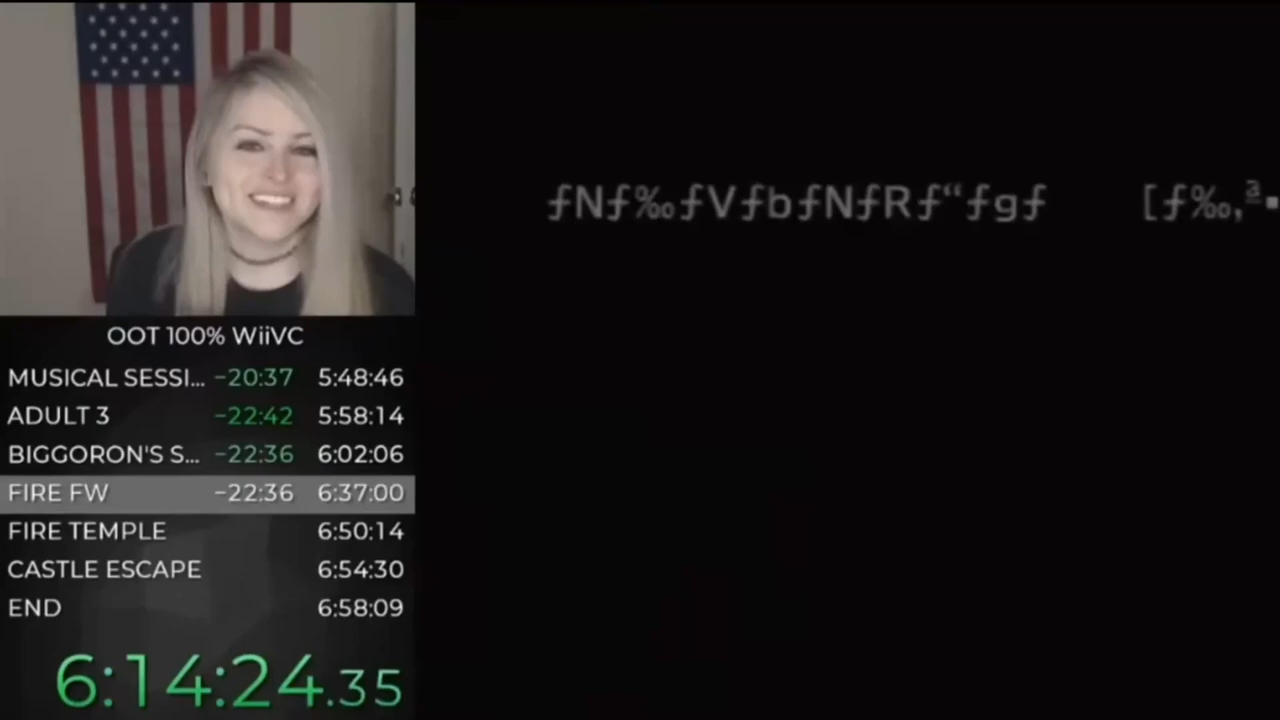 ƒNƒ‰ƒVƒbƒNƒRƒ“ƒgƒ [ƒ‰‚ª
OOT 100% WiiVC
MUSICAL SESSI... −20:37 5:48:46
ADULT 3 −22:42 5:58:14
BIGGORON'S S... −22:36 6:02:06
FIRE FW −22:36 6:37:00
FIRE TEMPLE 6:50:14
CASTLE ESCAPE 6:54:30
END 6:58:09
6:14:24.35